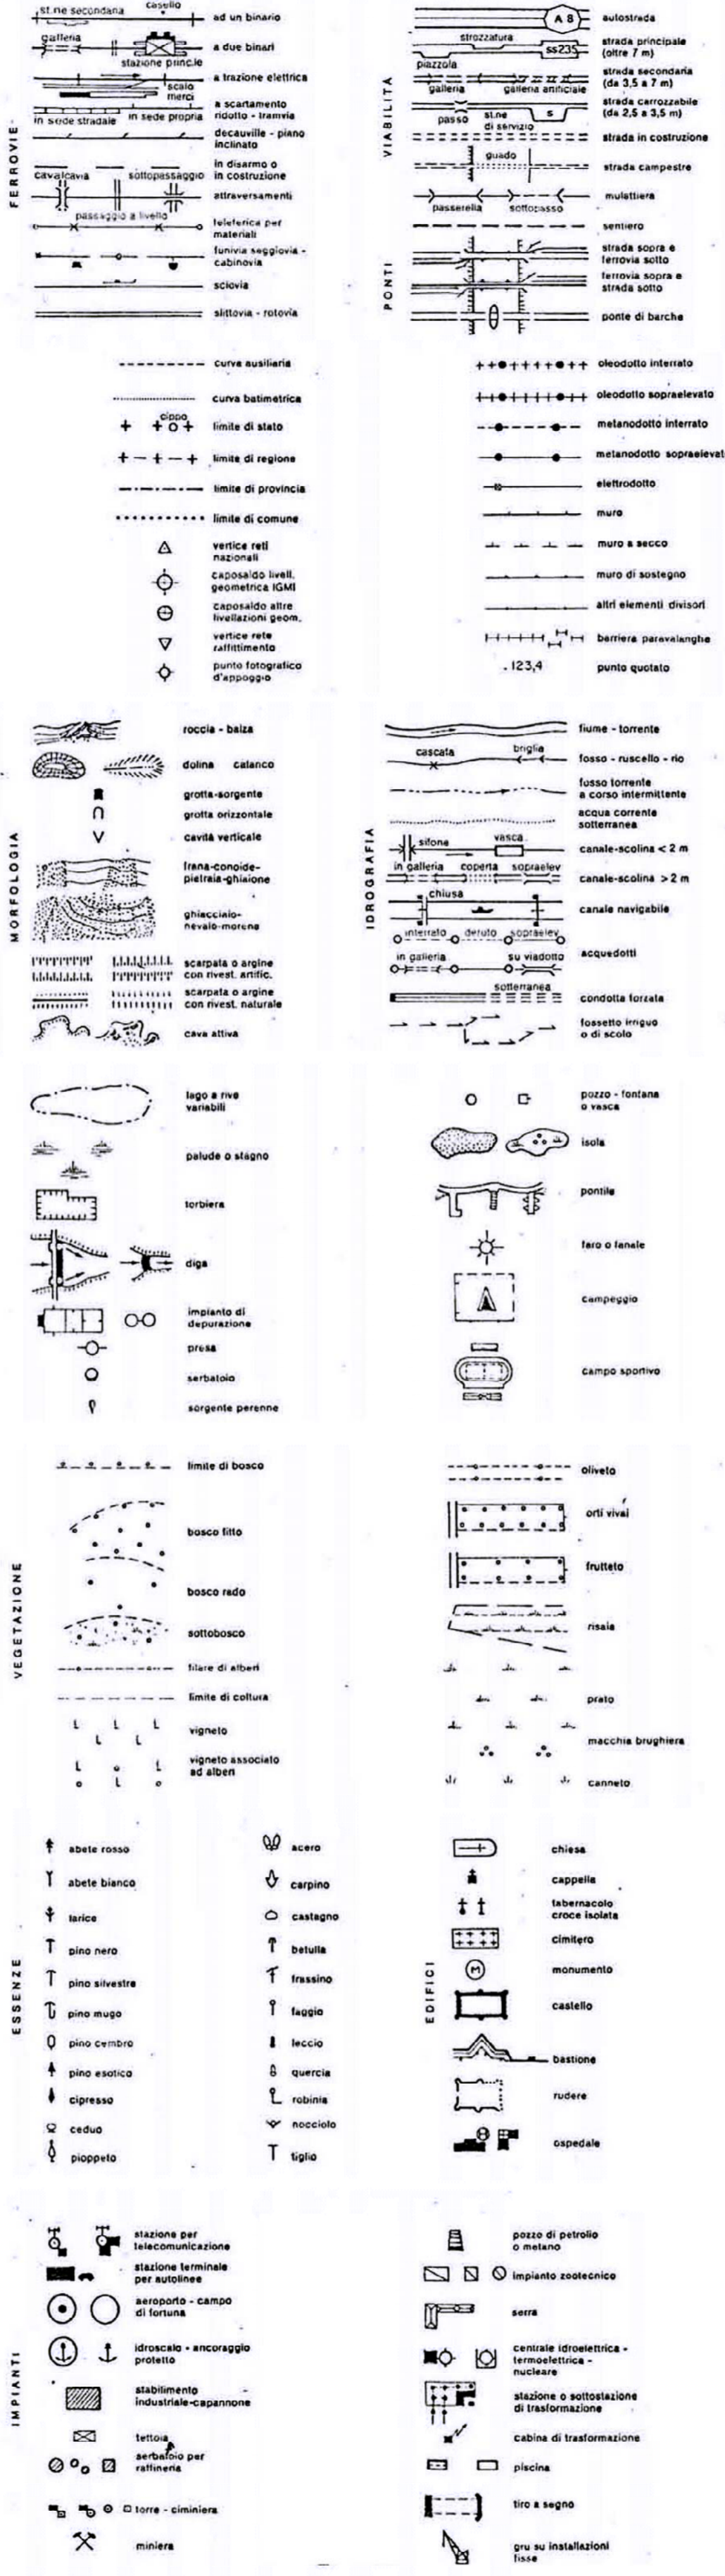 FERROVIE
st.ne secondaria
casello
ad un binario
galleria
a due binari
stazione princ.le
a trazione elettrica
scalo
merci
in sede stradale
in sede propria
a scartamento
ridotto - tramvia
decauville - piano
inclinato
in disarmo o
in costruzione
cavalcavia
sottopassaggio
attraversamenti
passaggio a livello
teleferica per
materiali
funivia seggiovia -
cabinovia
sciovia
slittovia - rotovia
VIABILITÀ
A 8
autostrada
strozzatura
ss235
piazzola
strada principale
(oltre 7 m)
galleria
galleria artificiale
strada secondaria
(da 3,5 a 7 m)
passo
st.ne
di servizio
S
strada carrozzabile
(da 2,5 a 3,5 m)
strada in costruzione
guado
strada campestre
mulattiera
passerella
sottopasso
sentiero
PONTI
strada sopra e
ferrovia sotto
ferrovia sopra e
strada sotto
ponte di barche
curva ausiliaria
curva batimetrica
cippo
limite di stato
limite di regione
limite di provincia
limite di comune
vertice reti
nazionali
caposaldo livell.
geometrica IGMI
caposaldo altre
livellazioni geom.
vertice rete
raffittimento
punto fotografico
d'appoggio
oleodotto interrato
oleodotto sopraelevato
metanodotto interrato
metanodotto sopraelevat
elettrodotto
muro
muro a secco
muro di sostegno
altri elementi divisori
barriera paravalanghe
. 123,4
punto quotato
MORFOLOGIA
roccia - balza
dolina calanco
grotta-sorgente
grotta orizzontale
cavità verticale
frana-conoide-
pietraia-ghiaione
ghiacciaio-
nevaio-morena
scarpata o argine
con rivest. artific.
scarpata o argine
con rivest. naturale
cava attiva
IDROGRAFIA
fiume - torrente
cascata
briglie
fosso - ruscello - rio
fosso torrente
a corso intermittente
acqua corrente
sotterranea
sifone
vasca
canale-scolina < 2 m
in galleria
coperta
sopraelev
canale-scolina > 2 m
chiusa
canale navigabile
interrato
deruto
sopraelev
in galleria
su viadotto
acquedotti
sotterranea
condotta forzata
fossetto irriguo
o di scolo
lago a rive
variabili
palude o stagno
torbiera
diga
impianto di
depurazione
presa
serbatoio
sorgente perenne
pozzo - fontana
o vasca
isola
pontile
faro o fanale
campeggio
campo sportivo
VEGETAZIONE
limite di bosco
bosco fitto
bosco rado
sottobosco
filare di alberi
limite di coltura
vigneto
vigneto associato
ad alberi
oliveto
orti vivai
frutteto
risaia
prato
macchia brughiera
canneto
ESSENZE
abete rosso
abete bianco
larice
pino nero
pino silvestre
pino mugo
pino cembro
pino esotico
cipresso
ceduo
pioppeto
acero
carpino
castagno
betulla
frassino
faggio
leccio
quercia
robinia
nocciolo
tiglio
EDIFICI
chiesa
cappella
tabernacolo
croce isolata
cimitero
M
monumento
castello
bastione
rudere
H
ospedale
IMPIANTI
stazione per
telecomunicazione
stazione terminale
per autolinee
aeroporto - campo
di fortuna
idroscalo - ancoraggio
protetto
stabilimento
industriale-capannone
tettoia
serbatoio per
raffineria
torre - ciminiera
miniera
pozzo di petrolio
o metano
impianto zootecnico
serra
centrale idroelettrica -
termoelettrica -
nucleare
stazione o sottostazione
di trasformazione
cabina di trasformazione
piscina
tiro a segno
gru su installazioni
fisse